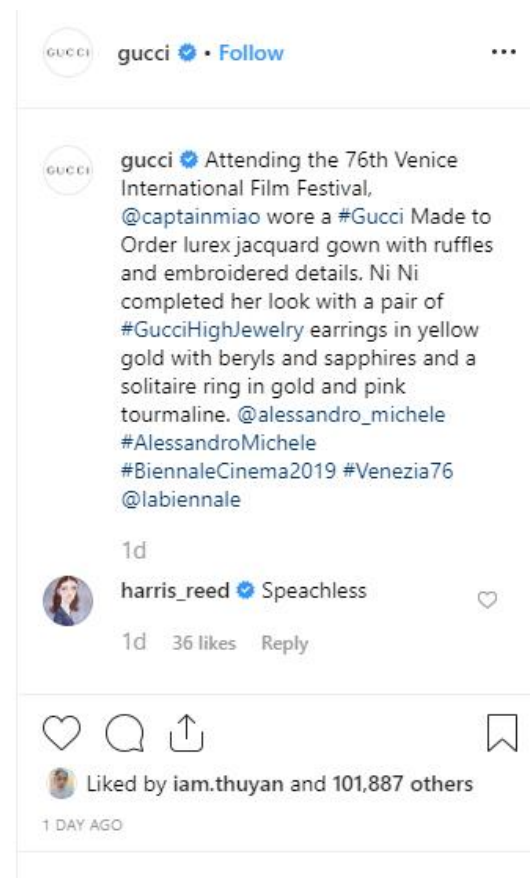 GUCCI gucci • Follow
GUCCI gucci Attending the 76th Venice
International Film Festival,
@captainmiao wore a #Gucci Made to
Order lurex jacquard gown with ruffles
and embroidered details. Ni Ni
completed her look with a pair of
#GucciHighJewelry earrings in yellow
gold with beryls and sapphires and a
solitaire ring in gold and pink
tourmaline. @alessandro_michele
#AlessandroMichele
#BiennaleCinema2019 #Venezia76
@labiennale
1d
harris_reed Speachless
1d 36 likes Reply
Liked by iam.thuyan and 101,887 others
1 DAY AGO